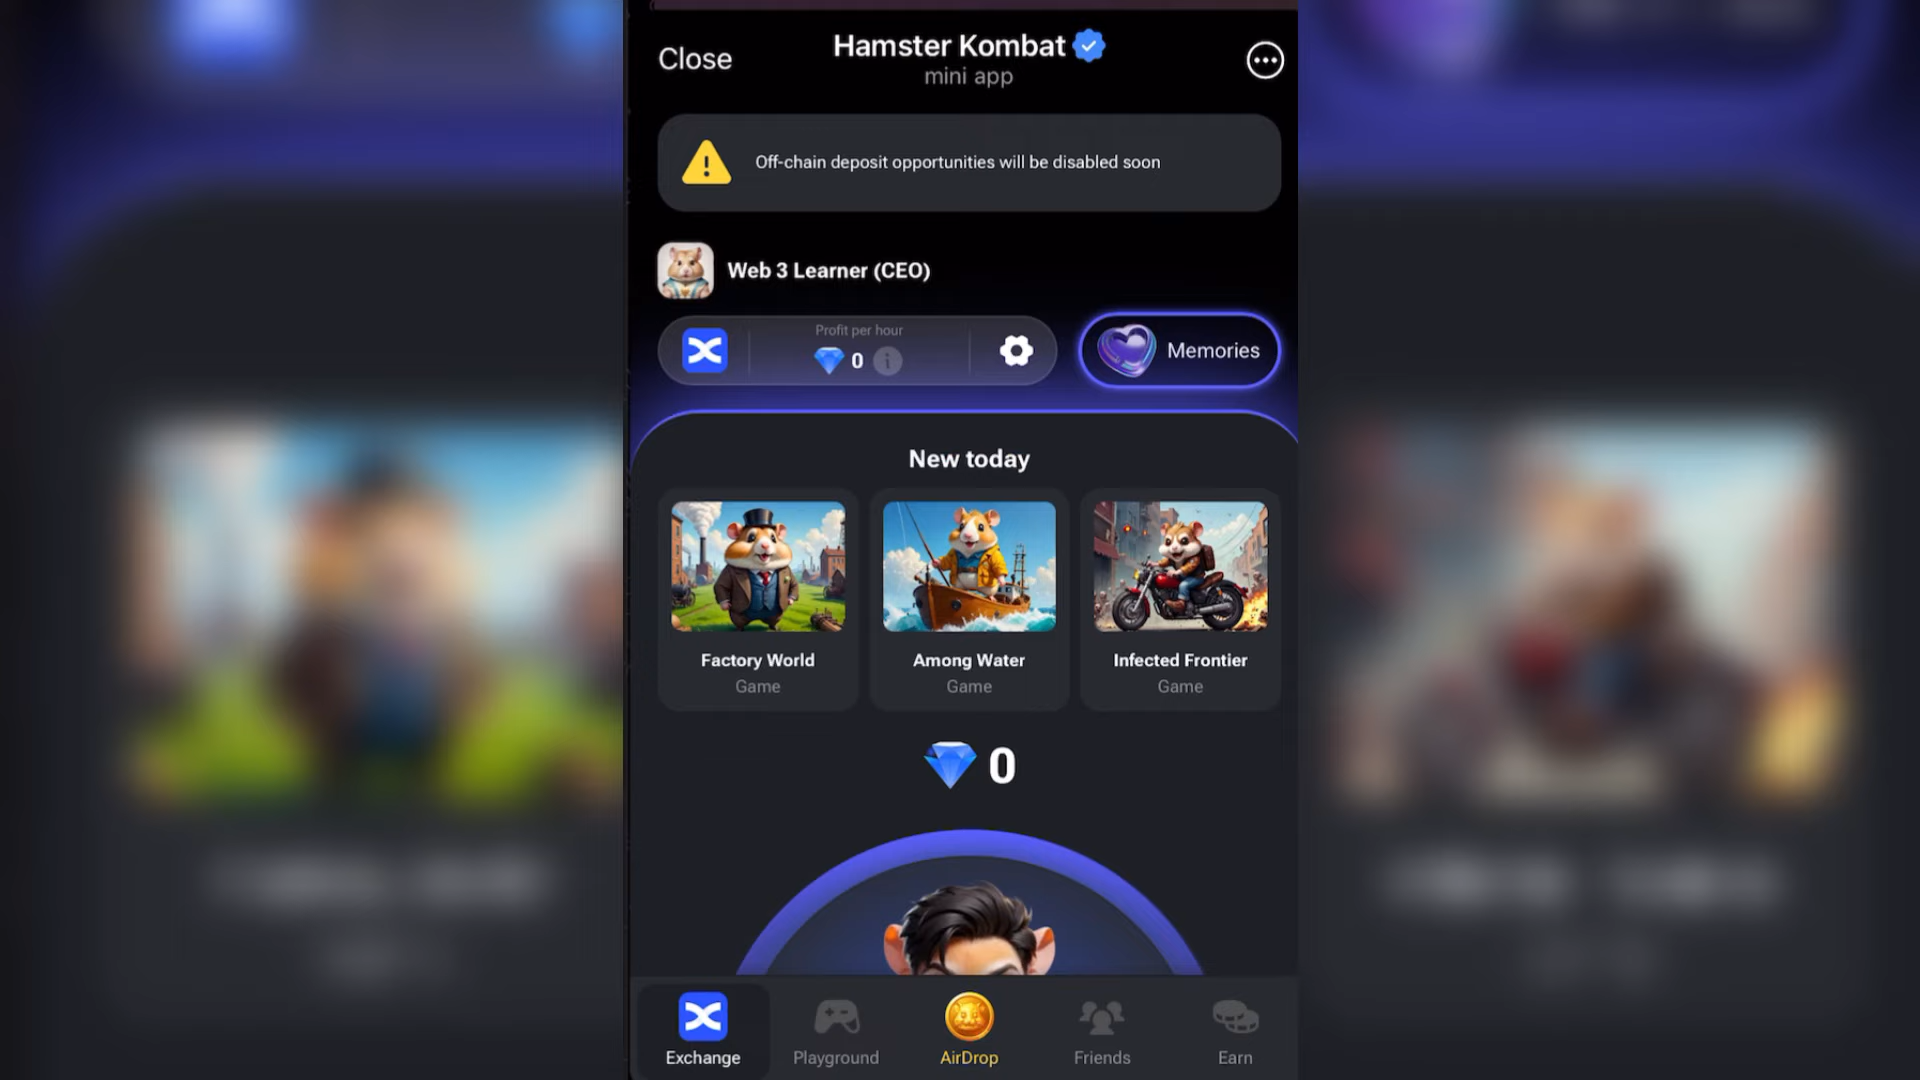 Close
Hamster Kombat
mini app
Off-chain deposit opportunities will be disabled soon
Web 3 Learner (CEO)
Profit per hour
0
Memories
New today
Factory World
Game
Among Water
Game
Infected Frontier
Game
0
Exchange
Playground
AirDrop
Friends
Earn